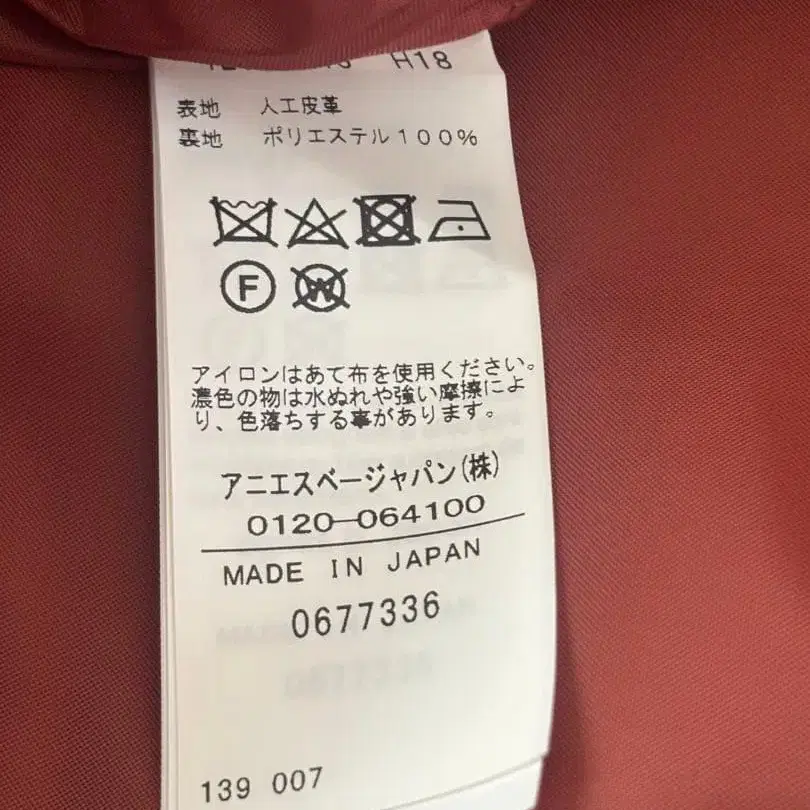 H18
表地 人工皮革
裏地 ポリエステル100%
F
W
アイロンはあて布を使用ください。
濃色の物は水ぬれや強い摩擦によ
り、色落ちする事があります。
アニエスベージャパン(株)
0120-064100
MADE IN JAPAN
0677336
139 007